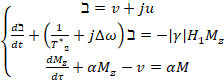 ℶ = v + ju
dℶ/dt + (1/T*₂ + jΔω) ℶ = −|γ|H₁M_z
dM_z/dτ + αM_z − v = αM